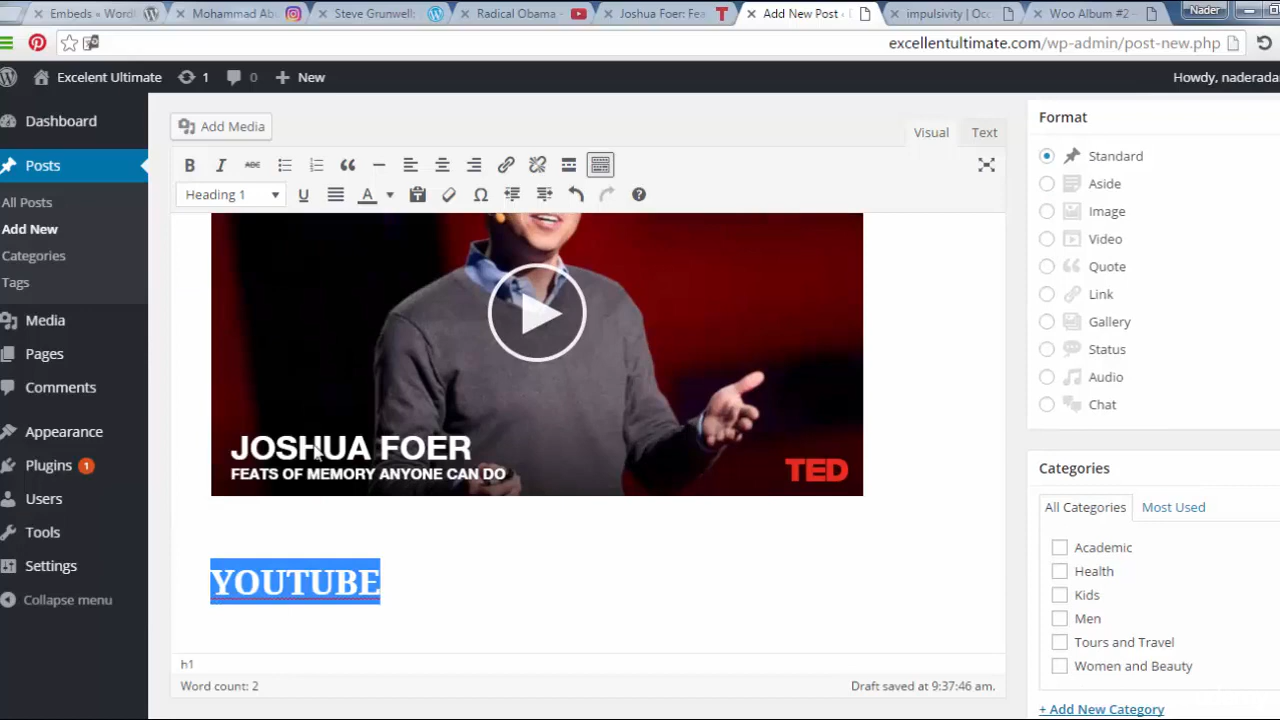 Embeds « Word
Mohammad Abu
Steve Grunwell:
Radical Obama -
Joshua Foer: Fea
Add New Post ‹
impulsivity | Occ
Woo Album #2 –
Nader
excellentultimate.com/wp-admin/post-new.php
Excelent Ultimate
1
0
New
Howdy, naderada
Dashboard
Posts
All Posts
Add New
Categories
Tags
Media
Pages
Comments
Appearance
Plugins 1
Users
Tools
Settings
Collapse menu
Add Media
Visual
Text
B I ABC
Heading 1
U A Ω ?
JOSHUA FOER
FEATS OF MEMORY ANYONE CAN DO
TED
YOUTUBE
h1
Word count: 2
Draft saved at 9:37:46 am.
Format
Standard
Aside
Image
Video
Quote
Link
Gallery
Status
Audio
Chat
Categories
All Categories
Most Used
Academic
Health
Kids
Men
Tours and Travel
Women and Beauty
+ Add New Category